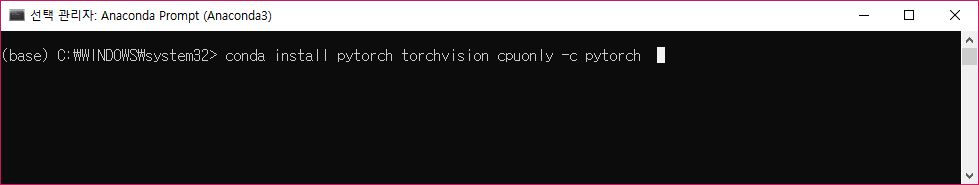 선택 관리자: Anaconda Prompt (Anaconda3)
(base) C:₩WINDOWS₩system32> conda install pytorch torchvision cpuonly -c pytorch